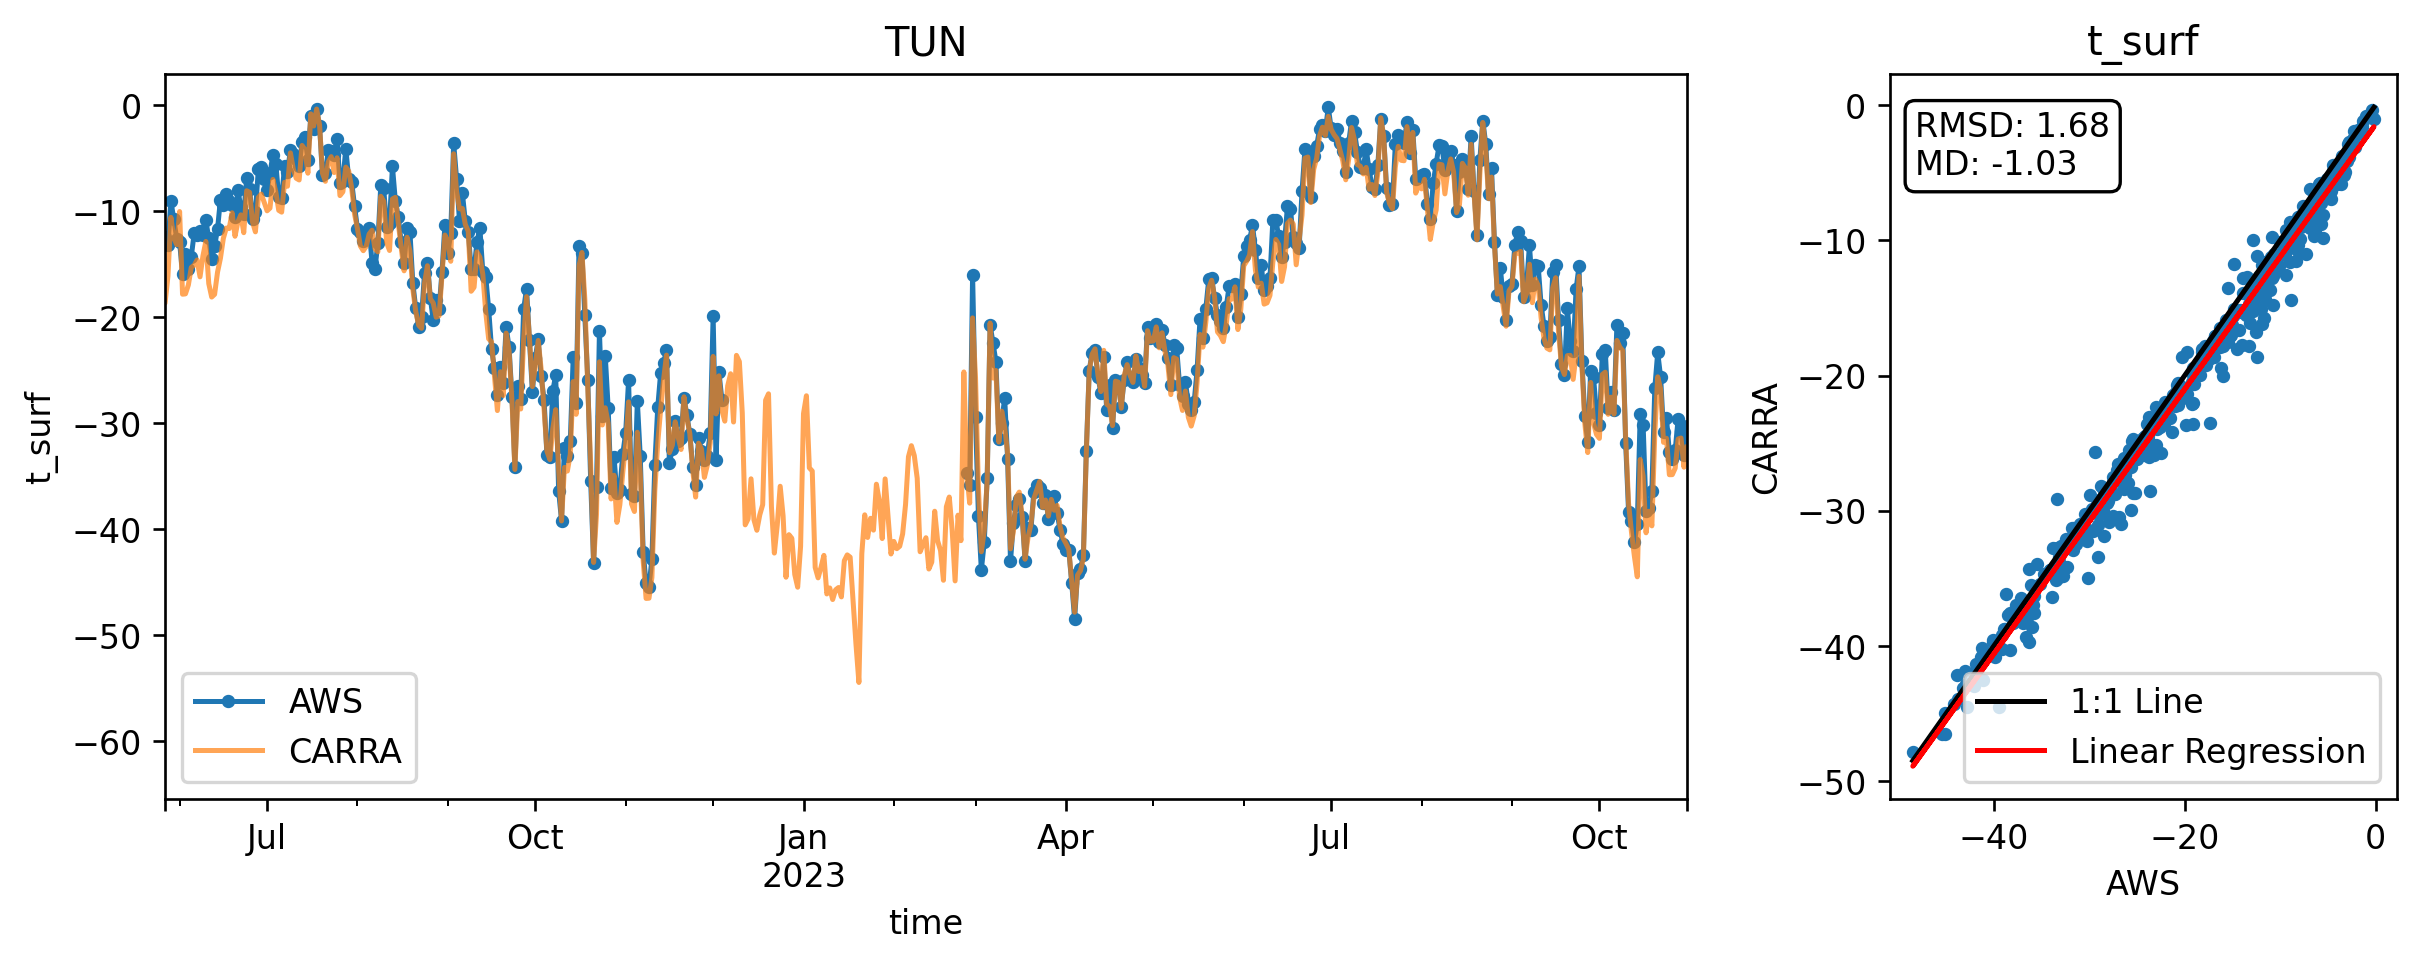 TUN
t_surf
0
−10
−20
−30
−40
−50
−60
AWS
CARRA
Jul
Oct
Jan
2023
Apr
Jul
Oct
time
t_surf
RMSD: 1.68
MD: -1.03
CARRA
0
−10
−20
−30
−40
−50
1:1 Line
Linear Regression
−40
−20
0
AWS